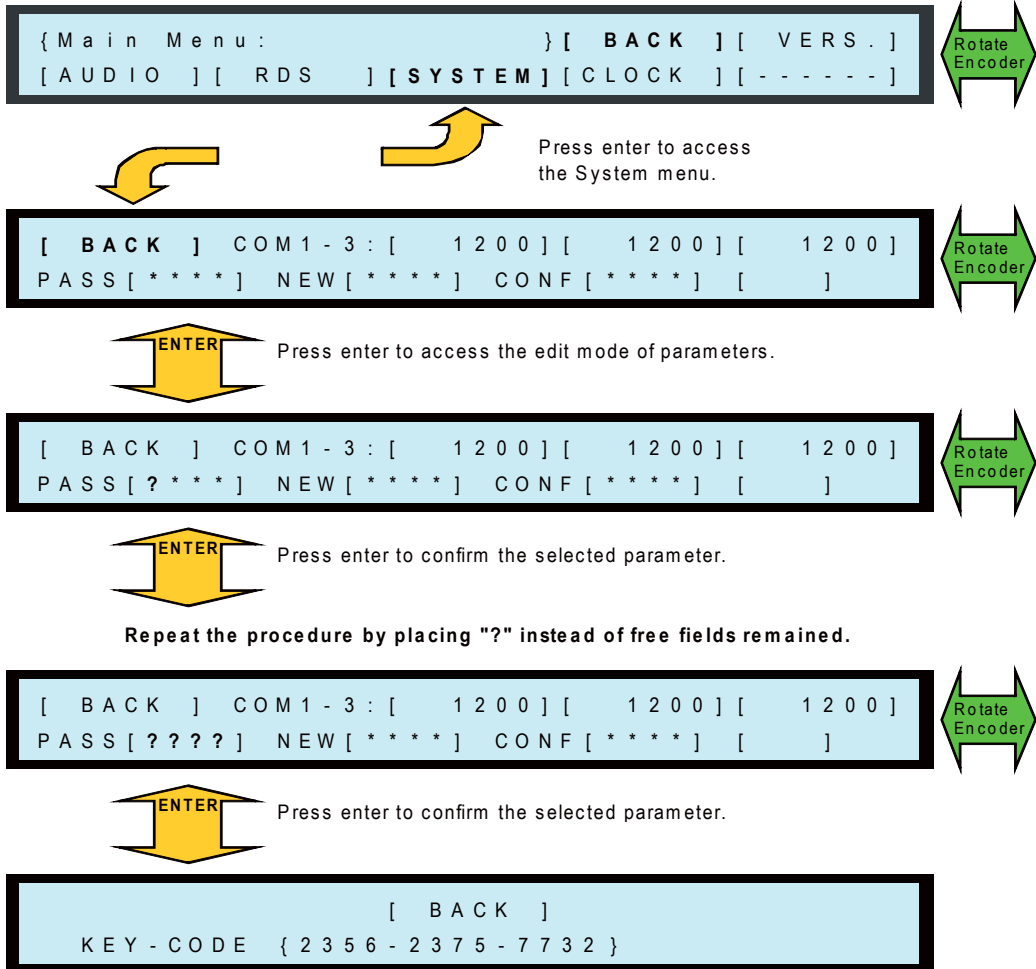 {Main Menu: }[ BACK ][ VERS.]
[AUDIO ][ RDS ][SYSTEM][CLOCK ][------]
Rotate
Encoder
Press enter to access
the System menu.
[ BACK ] COM1-3:[ 1200][ 1200][ 1200]
PASS[****] NEW[****] CONF[****] [ ]
Rotate
Encoder
ENTER
Press enter to access the edit mode of parameters.
[ BACK ] COM1-3:[ 1200][ 1200][ 1200]
PASS[?***] NEW[****] CONF[****] [ ]
Rotate
Encoder
ENTER
Press enter to confirm the selected parameter.
Repeat the procedure by placing "?" instead of free fields remained.
[ BACK ] COM1-3:[ 1200][ 1200][ 1200]
PASS[????] NEW[****] CONF[****] [ ]
Rotate
Encoder
ENTER
Press enter to confirm the selected parameter.
[ BACK ]
KEY-CODE {2356-2375-7732}